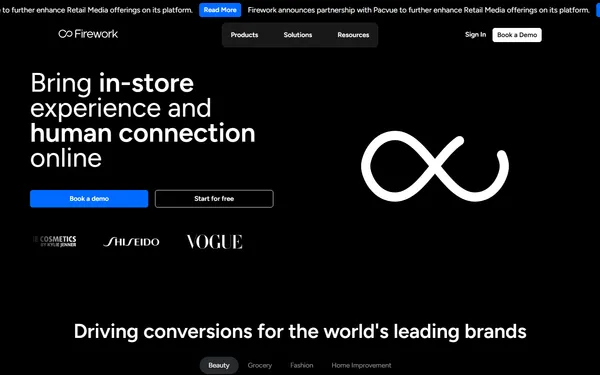 e to further enhance Retail Media offerings on its platform. Read More Firework announces partnership with Pacvue to further enhance Retail Media offerings on its platform.
Firework Products Solutions Resources Sign In Book a Demo
Bring in-store
experience and
human connection
online
Book a demo Start for free
COSMETICS
BY KYLIE JENNER
SHISEIDO
VOGUE
Driving conversions for the world's leading brands
Beauty Grocery Fashion Home Improvement